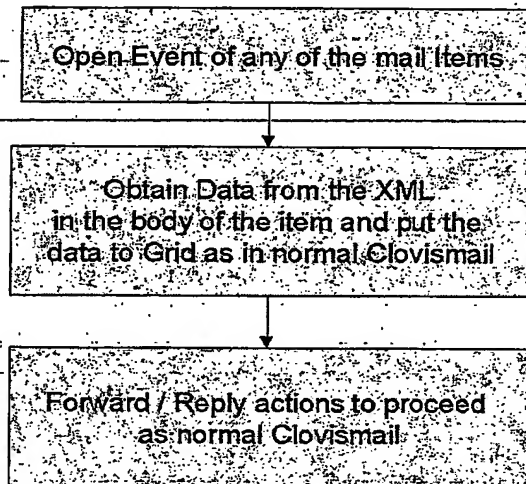 Open Event of any of the mail Items
Obtain Data from the XML
in the body of the item and put the
data to Grid as in normal Clovismail
Forward / Reply actions to proceed
as normal Clovismail